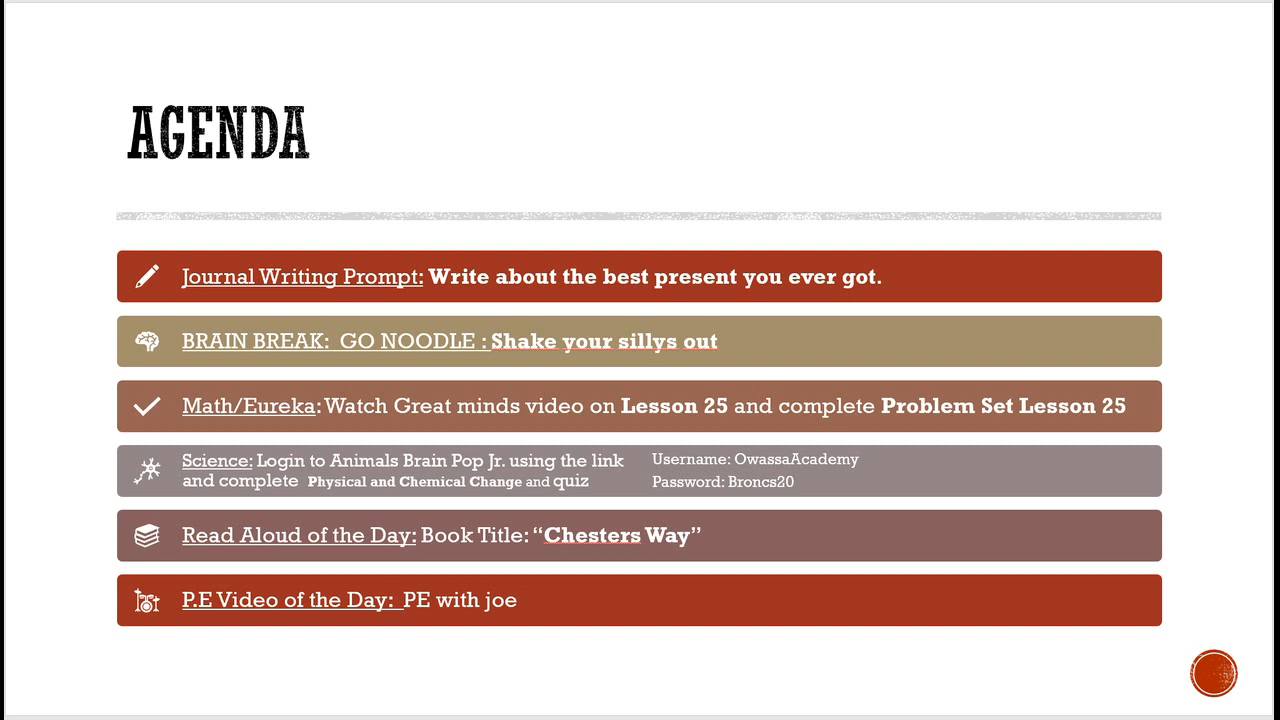 AGENDA
Journal Writing Prompt: Write about the best present you ever got.
BRAIN BREAK:  GO NOODLE : Shake your sillys out
Math/Eureka: Watch Great minds video on Lesson 25 and complete Problem Set Lesson 25
Science: Login to Animals Brain Pop Jr. using the link
and complete  Physical and Chemical Change and quiz
Username: OwassaAcademy
Password: Broncs20
Read Aloud of the Day: Book Title: “Chesters Way”
P.E Video of the Day:  PE with joe